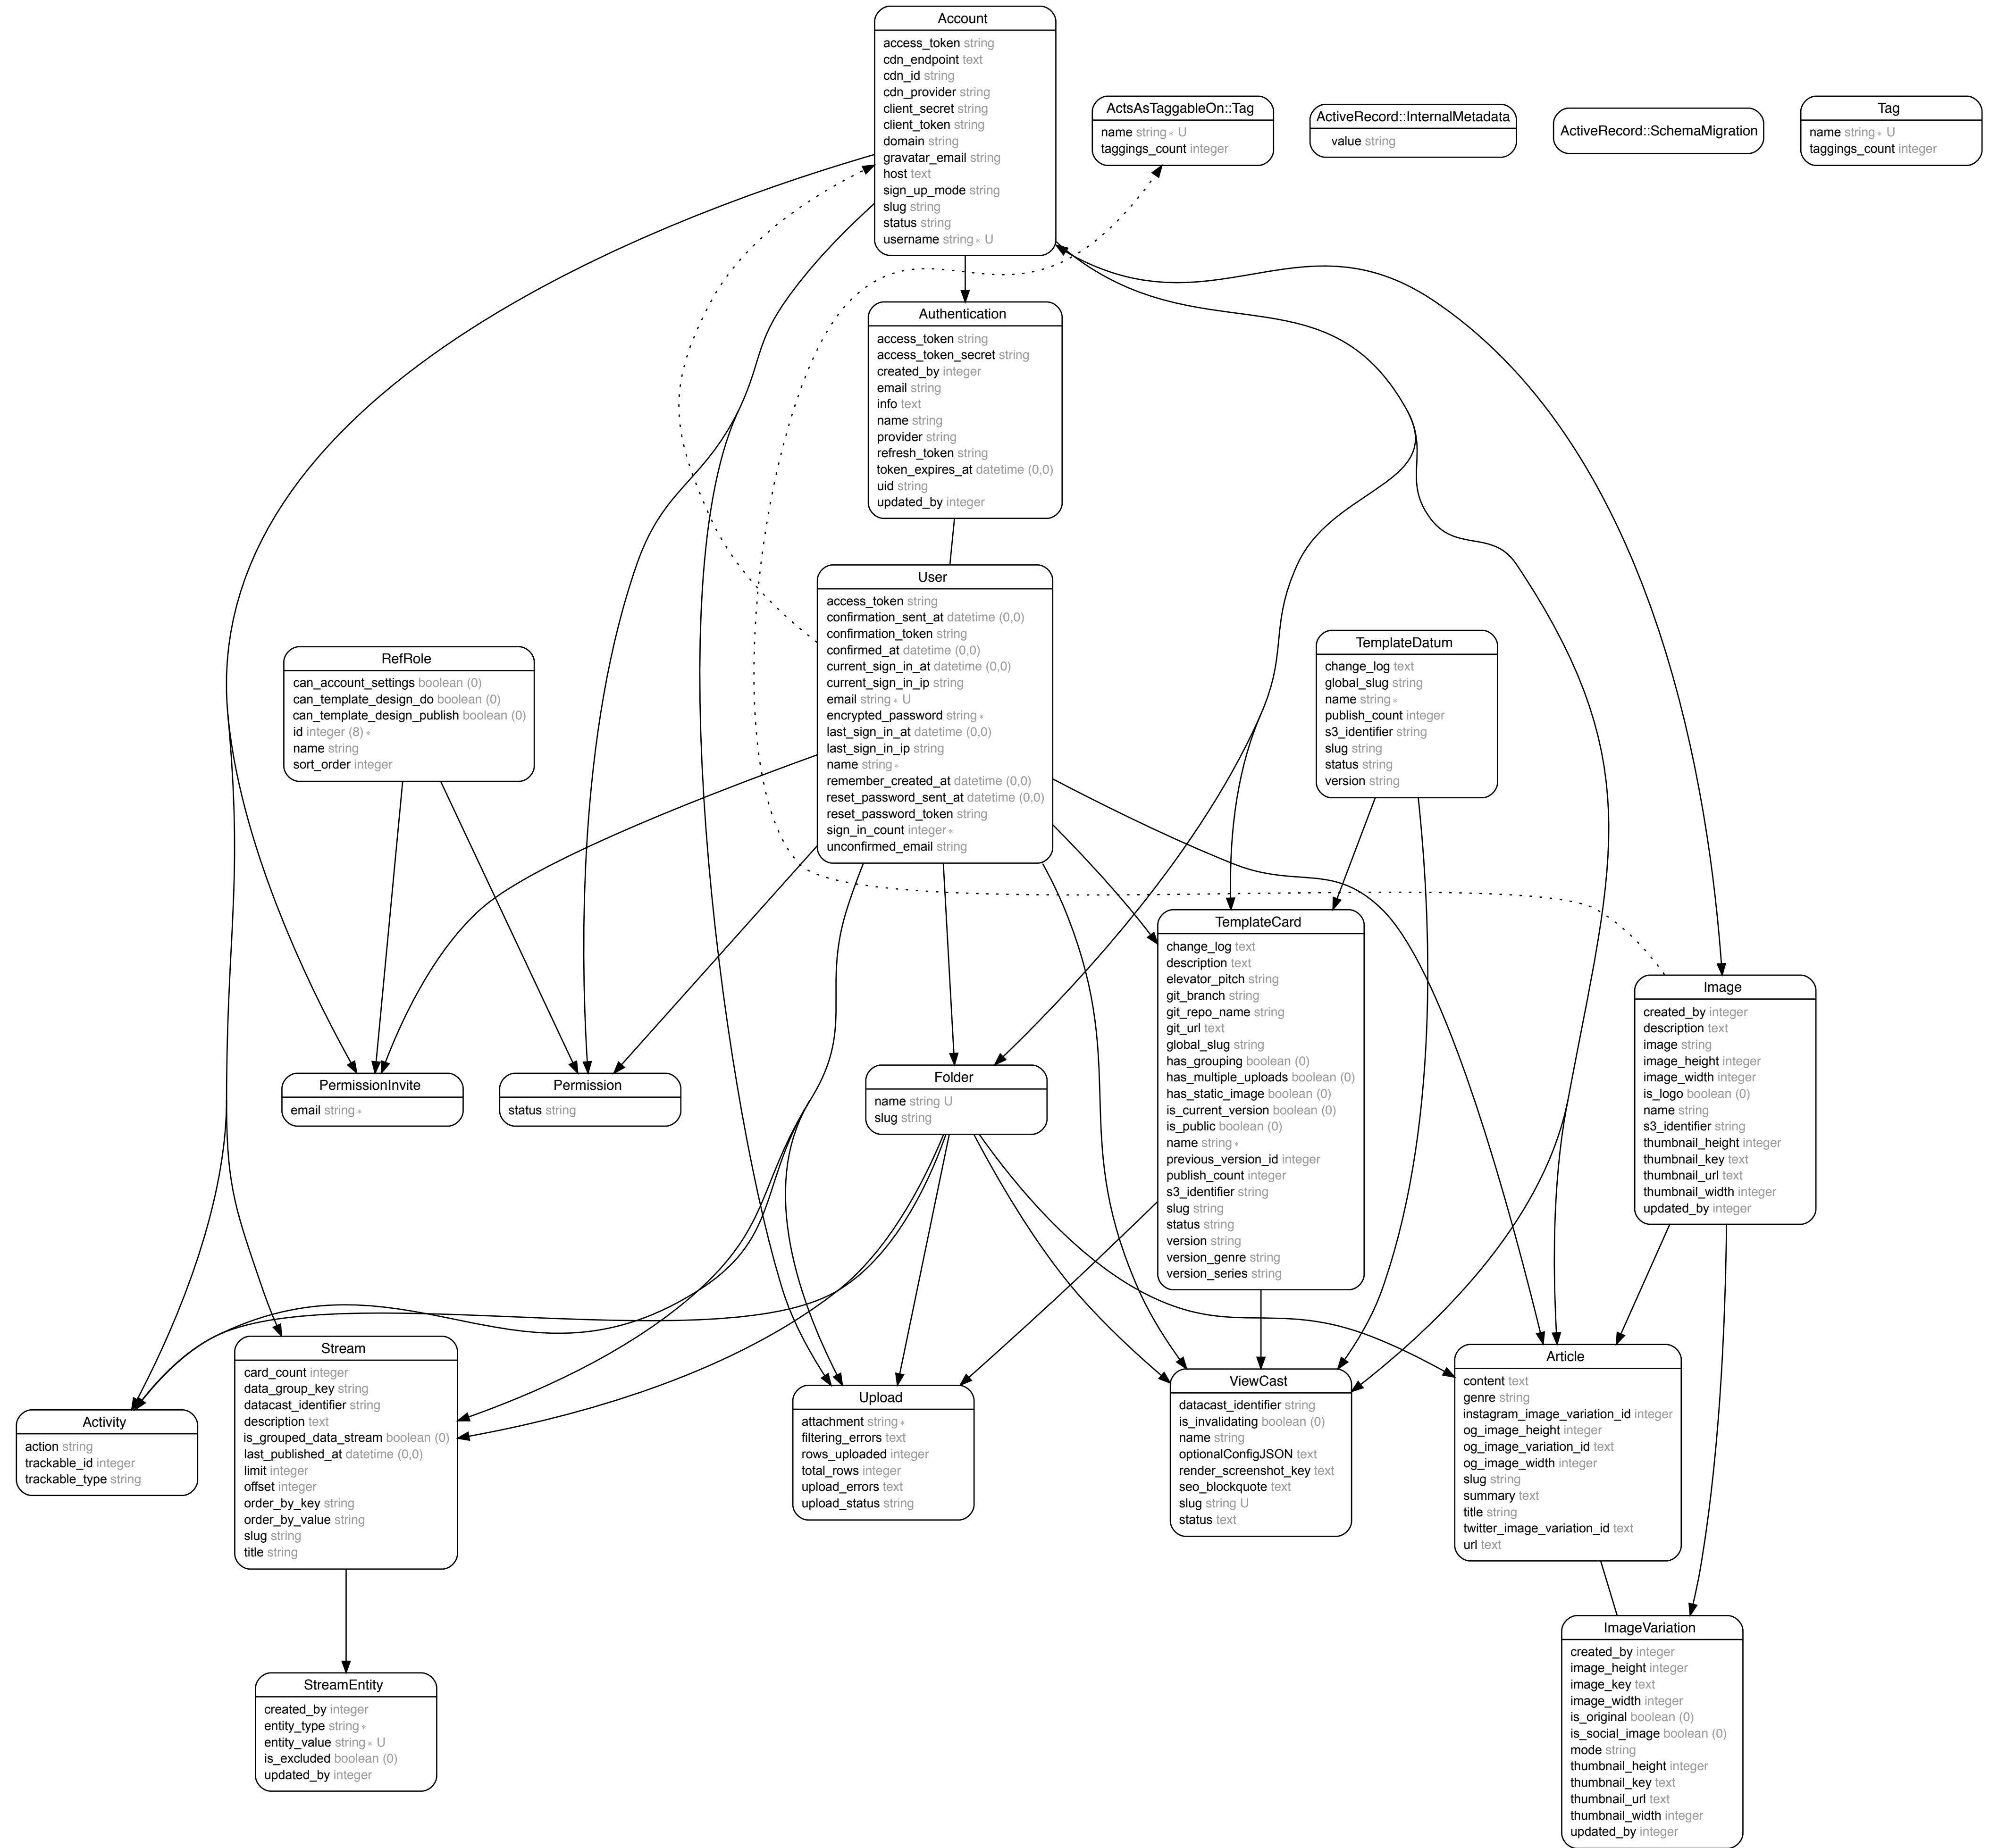 Account
access_token string
cdn_endpoint text
cdn_id string
cdn_provider string
client_secret string
client_token string
domain string
gravatar_email string
host text
sign_up_mode string
slug string
status string
username string * U
ActsAsTaggableOn::Tag
name string * U
taggings_count integer
ActiveRecord::InternalMetadata
value string
ActiveRecord::SchemaMigration
Tag
name string * U
taggings_count integer
Authentication
access_token string
access_token_secret string
created_by integer
email string
info text
name string
provider string
refresh_token string
token_expires_at datetime (0,0)
uid string
updated_by integer
User
access_token string
confirmation_sent_at datetime (0,0)
confirmation_token string
confirmed_at datetime (0,0)
current_sign_in_at datetime (0,0)
current_sign_in_ip string
email string * U
encrypted_password string *
last_sign_in_at datetime (0,0)
last_sign_in_ip string
name string *
remember_created_at datetime (0,0)
reset_password_sent_at datetime (0,0)
reset_password_token string
sign_in_count integer *
unconfirmed_email string
RefRole
can_account_settings boolean (0)
can_template_design_do boolean (0)
can_template_design_publish boolean (0)
id integer (8) *
name string
sort_order integer
TemplateDatum
change_log text
global_slug string
name string *
publish_count integer
s3_identifier string
slug string
status string
version string
TemplateCard
change_log text
description text
elevator_pitch string
git_branch string
git_repo_name string
git_url text
global_slug string
has_grouping boolean (0)
has_multiple_uploads boolean (0)
has_static_image boolean (0)
is_current_version boolean (0)
is_public boolean (0)
name string *
previous_version_id integer
publish_count integer
s3_identifier string
slug string
status string
version string
version_genre string
version_series string
Image
created_by integer
description text
image string
image_height integer
image_width integer
is_logo boolean (0)
name string
s3_identifier string
thumbnail_height integer
thumbnail_key text
thumbnail_url text
thumbnail_width integer
updated_by integer
PermissionInvite
email string *
Permission
status string
Folder
name string U
slug string
Stream
card_count integer
data_group_key string
datacast_identifier string
description text
is_grouped_data_stream boolean (0)
last_published_at datetime (0,0)
limit integer
offset integer
order_by_key string
order_by_value string
slug string
title string
Activity
action string
trackable_id integer
trackable_type string
Upload
attachment string *
filtering_errors text
rows_uploaded integer
total_rows integer
upload_errors text
upload_status string
ViewCast
datacast_identifier string
is_invalidating boolean (0)
name string
optionalConfigJSON text
render_screenshot_key text
seo_blockquote text
slug string U
status text
Article
content text
genre string
instagram_image_variation_id integer
og_image_height integer
og_image_variation_id text
og_image_width integer
slug string
summary text
title string
twitter_image_variation_id text
url text
StreamEntity
created_by integer
entity_type string *
entity_value string * U
is_excluded boolean (0)
updated_by integer
ImageVariation
created_by integer
image_height integer
image_key text
image_width integer
is_original boolean (0)
is_social_image boolean (0)
mode string
thumbnail_height integer
thumbnail_key text
thumbnail_url text
thumbnail_width integer
updated_by integer